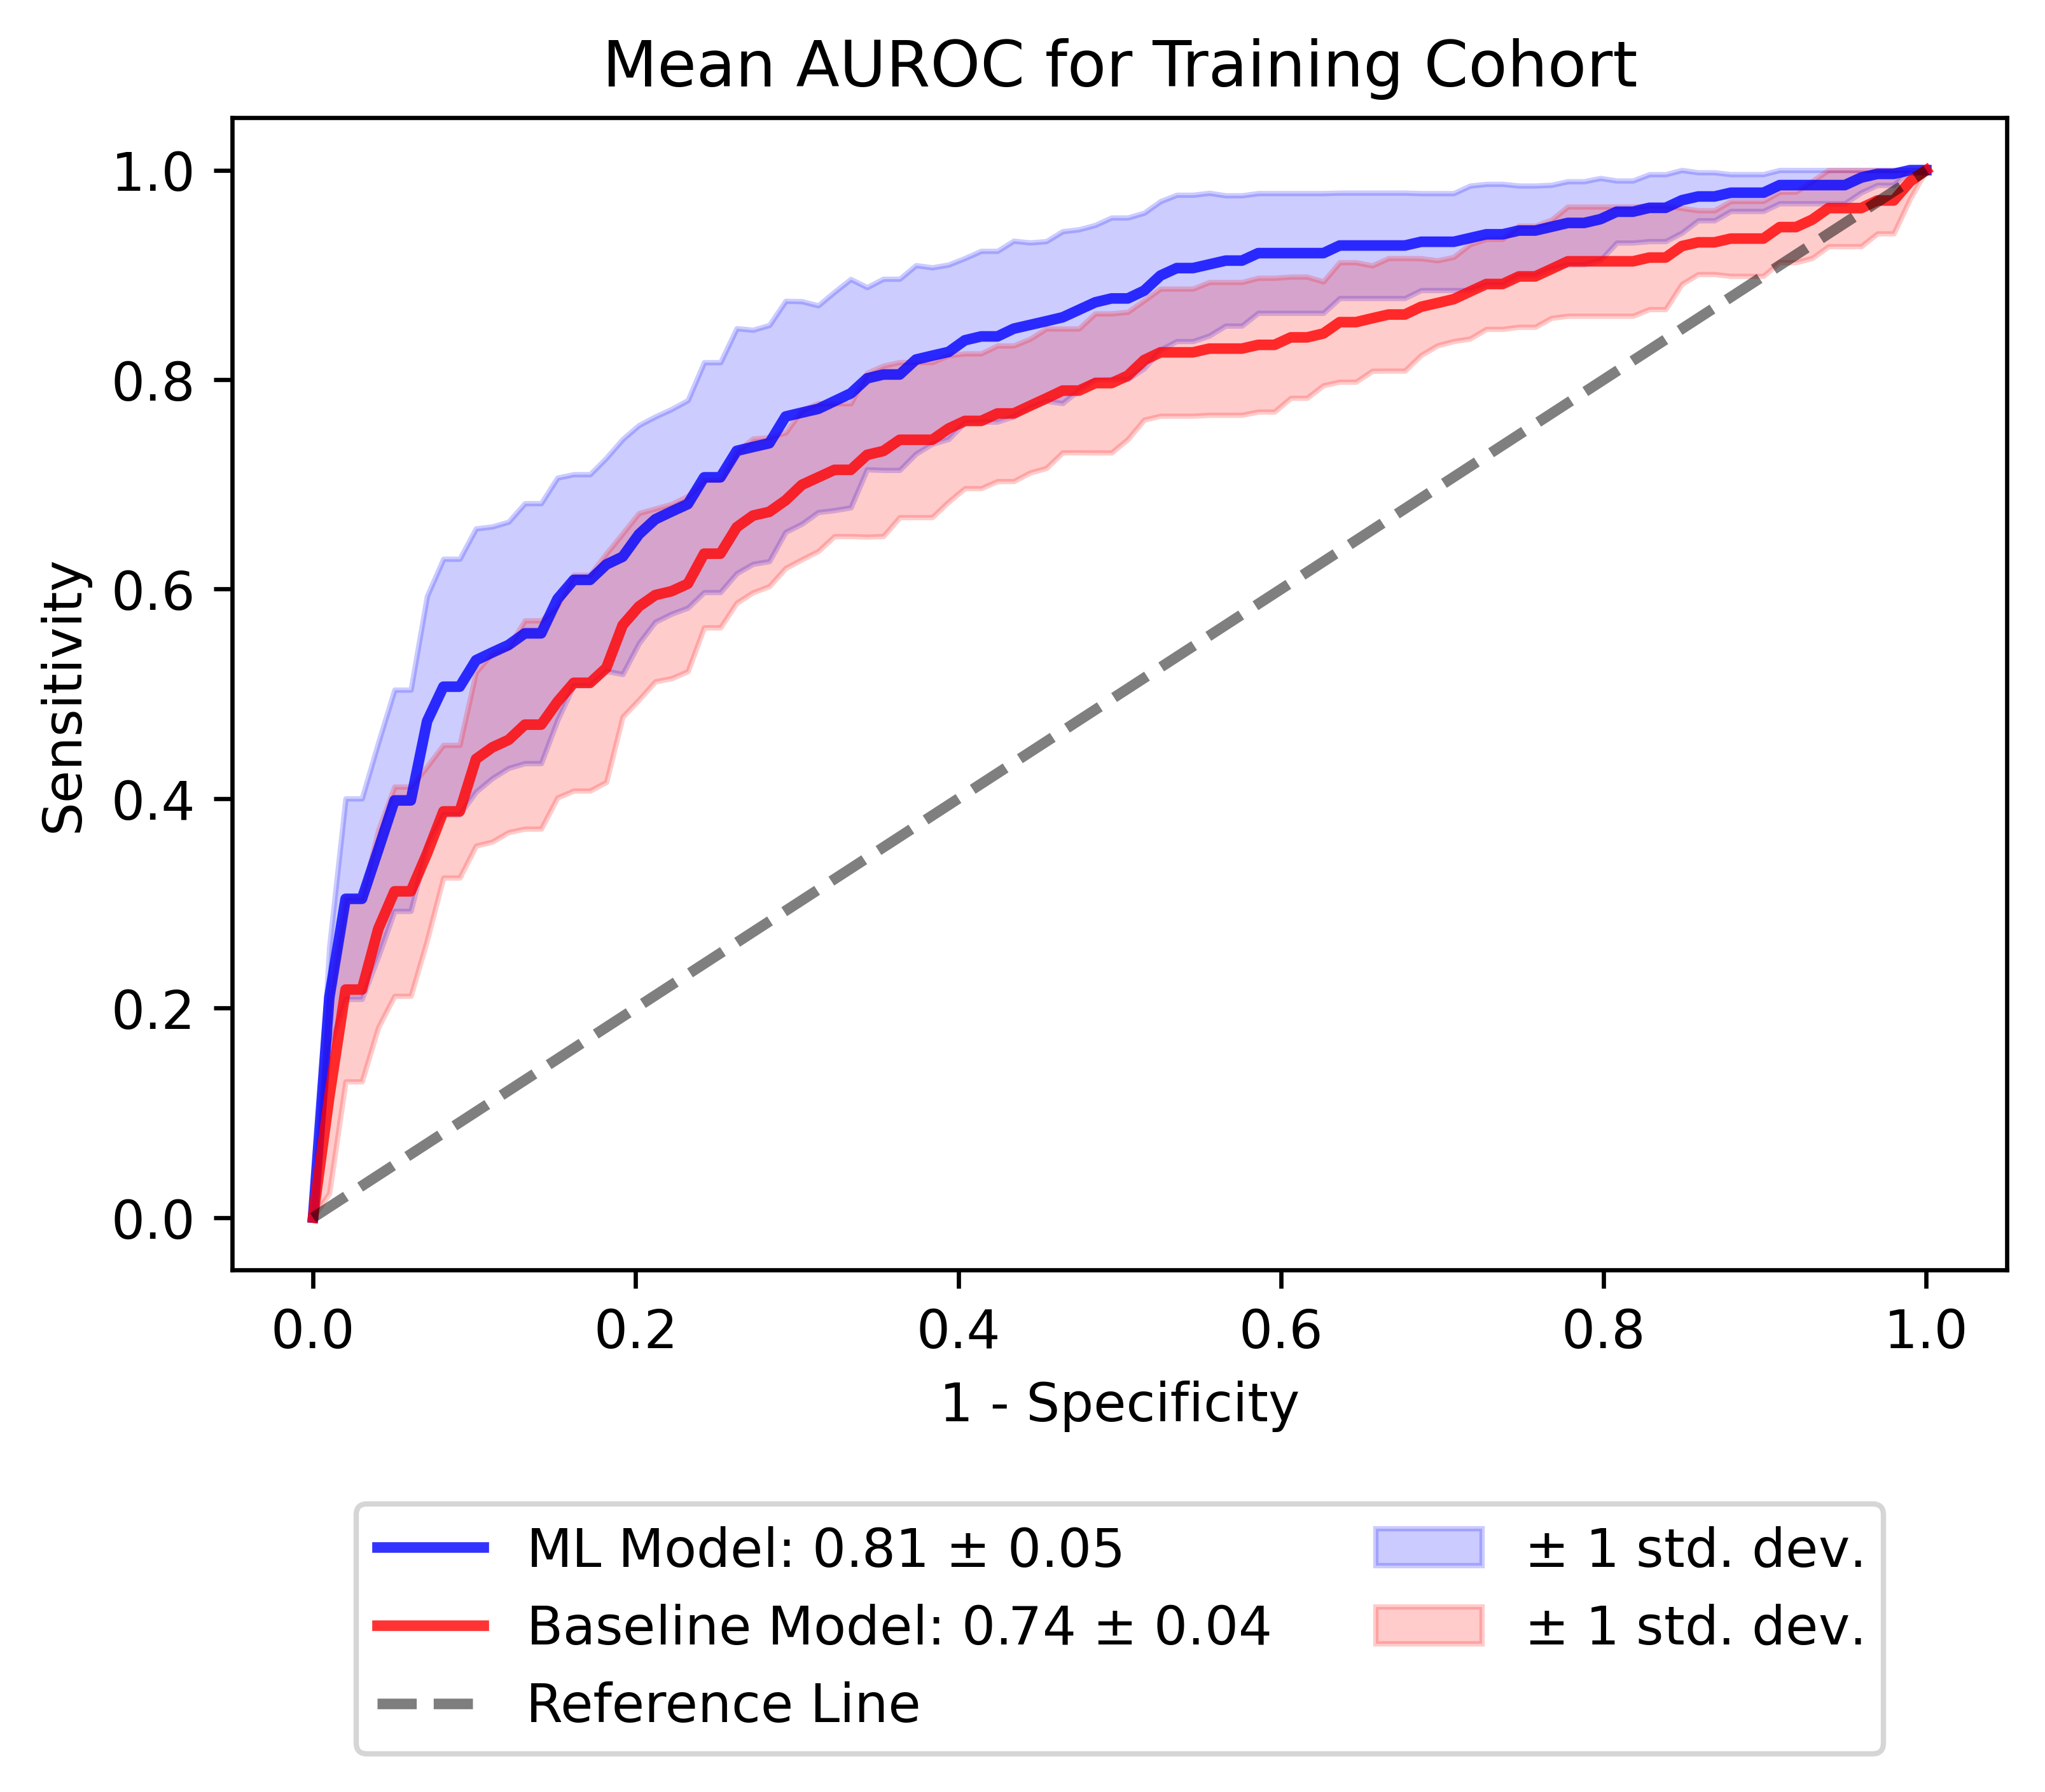 Mean AUROC for Training Cohort
1.0
0.8
0.6
0.4
0.2
0.0
Sensitivity
0.0 0.2 0.4 0.6 0.8 1.0
1 - Specificity
ML Model: 0.81 ± 0.05
Baseline Model: 0.74 ± 0.04
Reference Line
± 1 std. dev.
± 1 std. dev.